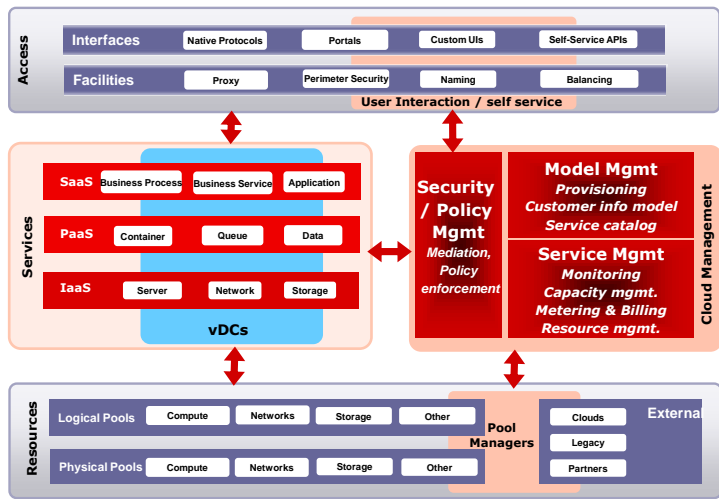 Access
Interfaces
Native Protocols
Portals
Custom UIs
Self-Service APIs
Facilities
Proxy
Perimeter Security
Naming
Balancing
User Interaction / self service
Services
SaaS
Business Process
Business Service
Application
PaaS
Container
Queue
Data
IaaS
Server
Network
Storage
vDCs
Security
/ Policy
Mgmt
Mediation,
Policy
enforcement
Model Mgmt
Provisioning
Customer info model
Service catalog
Service Mgmt
Monitoring
Capacity mgmt.
Metering & Billing
Resource mgmt.
Cloud Management
Resources
Logical Pools
Compute
Networks
Storage
Other
Physical Pools
Compute
Networks
Storage
Other
Pool
Managers
Clouds
Legacy
Partners
External